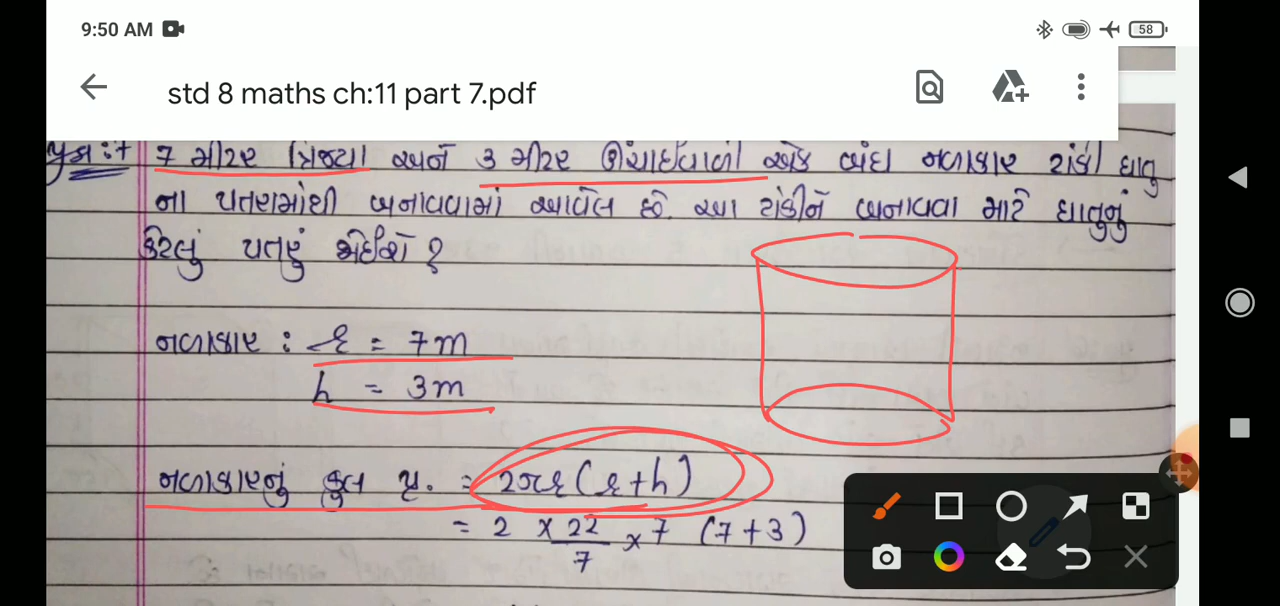 9:50 AM
58
std 8 maths ch:11 part 7.pdf
પ્રશ્ન:7 7 મીટર ત્રિજ્યા અને 3 મીટર ઊંચાઈવાળી એક બંધ નળાકાર ટાંકી ધાતુ
ના પતરામાંથી બનાવવામાં આવેલ છે. આ ટાંકીને બનાવવા માટે ધાતુનું
કેટલું પતરું જોઈશે ?
નળાકાર : r = 7m
h = 3m
નળાકારનું કુલ પૃ. = 2πr(r+h)
= 2 × 22/7 × 7 (7+3)